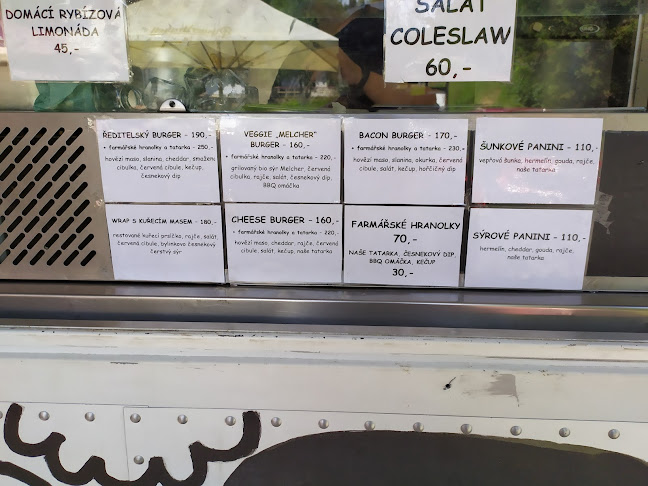 DOMÁCÍ RYBÍZOVÁ
LIMONÁDA
45,-
SALÁT
COLESLAW
60,-
ŘEDITELSKÝ BURGER - 190,-
• farmářské hranolky a tatarka - 250,-
hovězí maso, slanina, cheddar, smažená
cibulka, červená cibule, salát, kečup,
česnekový dip
VEGGIE „MELCHER"
BURGER - 160,-
• farmářské hranolky a tatarka - 220,-
grilovaný bio sýr Melcher, červená
cibule, rajče, salát, česnekový dip,
BBQ omáčka
BACON BURGER - 170,-
• farmářské hranolky a tatarka - 230,-
hovězí maso, slanina, okurka, červená
cibule, salát, kečup, hořčičný dip
ŠUNKOVÉ PANINI - 110,-
vepřová šunka, hermelín, gouda, rajče,
naše tatarka
WRAP S KUŘECÍM MASEM - 180,-
restované kuřecí prsíčka, rajče, salát,
červená cibule, bylinkovo česnekový
čerstvý sýr
CHEESE BURGER - 160,-
• farmářské hranolky a tatarka - 220,-
hovězí maso, cheddar, rajče, červená
cibule, salát, kečup, naše tatarka
FARMÁŘSKÉ HRANOLKY
70,-
NAŠE TATARKA, ČESNEKOVÝ DIP,
BBQ OMÁČKA, KEČUP
30,-
SÝROVÉ PANINI - 110,-
hermelín, cheddar, gouda, rajče,
naše tatarka